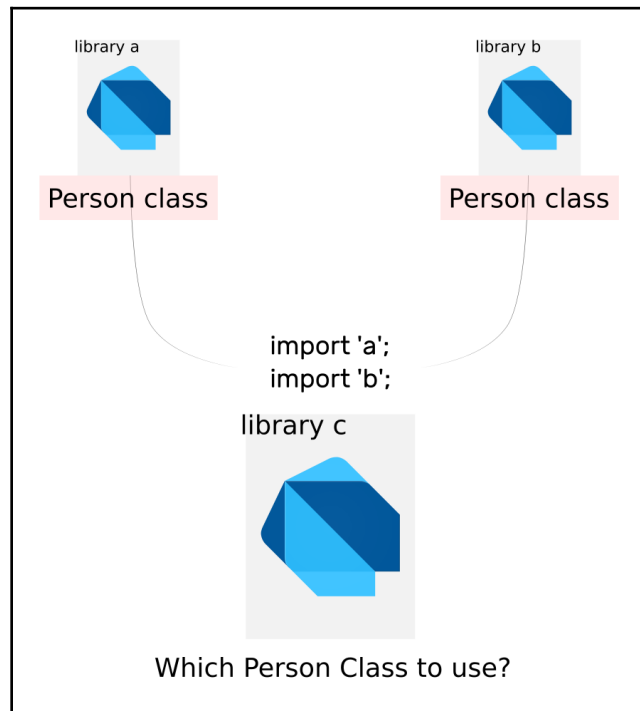 library a
library b
Person class
Person class
import 'a';
import 'b';
library c
Which Person Class to use?